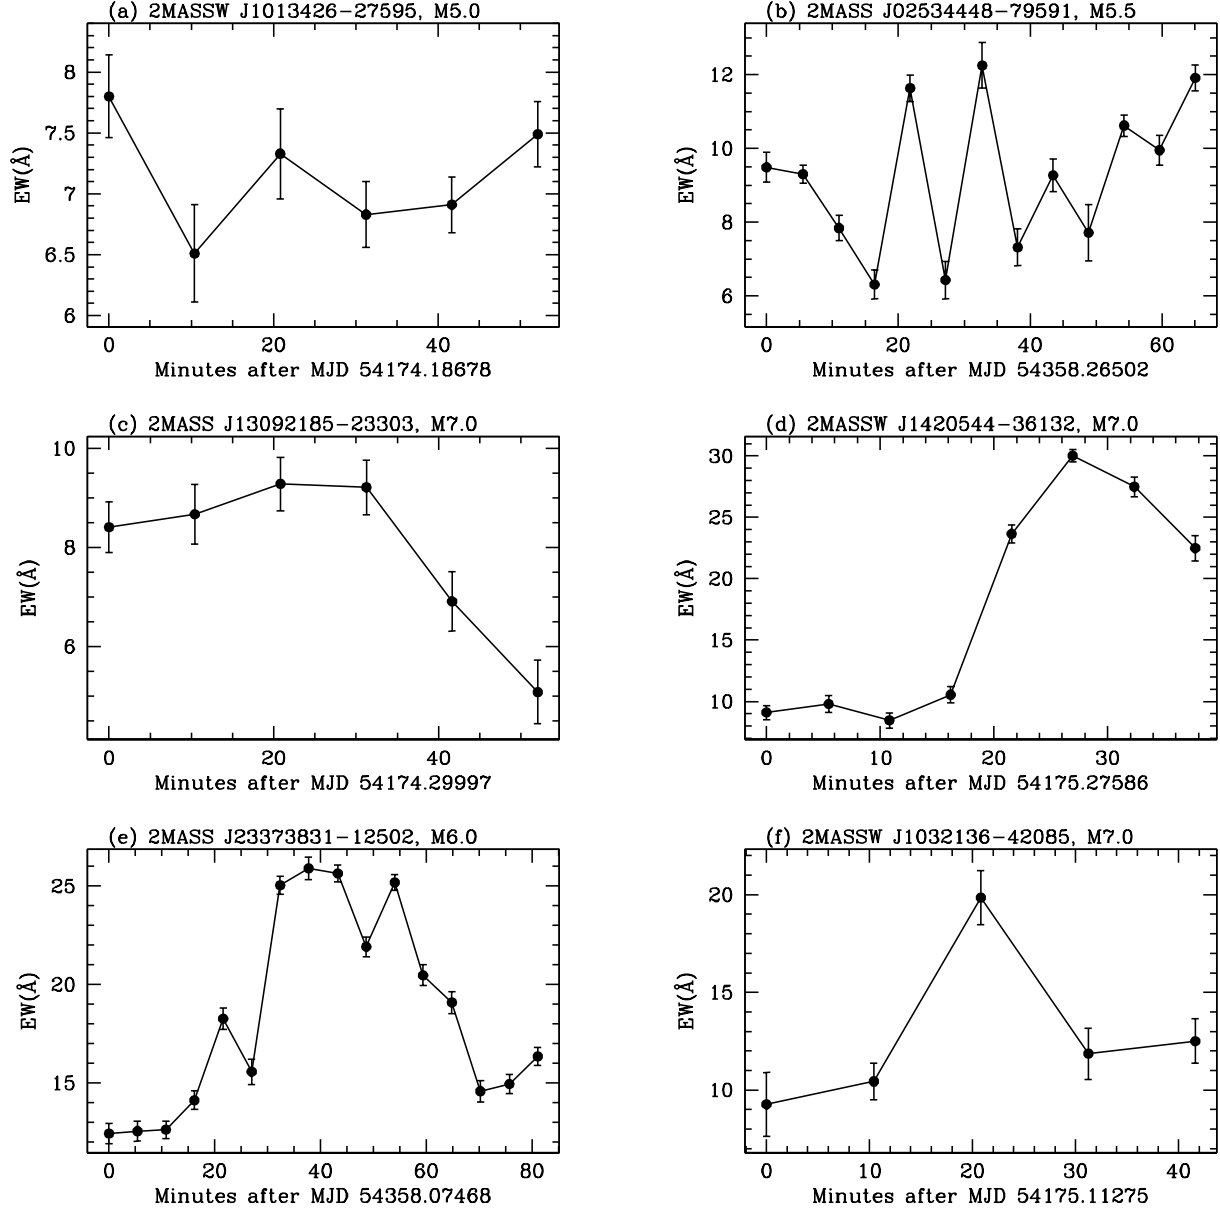 (a) 2MASSW J1013426−27595, M5.0
EW(Å)
8
7.5
7
6.5
6
0 20 40
Minutes after MJD 54174.18678
(b) 2MASS J02534448−79591, M5.5
EW(Å)
12
10
8
6
0 20 40 60
Minutes after MJD 54358.26502
(c) 2MASS J13092185−23303, M7.0
EW(Å)
10
8
6
0 20 40
Minutes after MJD 54174.29997
(d) 2MASSW J1420544−36132, M7.0
EW(Å)
30
25
20
15
10
0 10 20 30
Minutes after MJD 54175.27586
(e) 2MASS J23373831−12502, M6.0
EW(Å)
25
20
15
0 20 40 60 80
Minutes after MJD 54358.07468
(f) 2MASSW J1032136−42085, M7.0
EW(Å)
20
15
10
0 10 20 30 40
Minutes after MJD 54175.11275